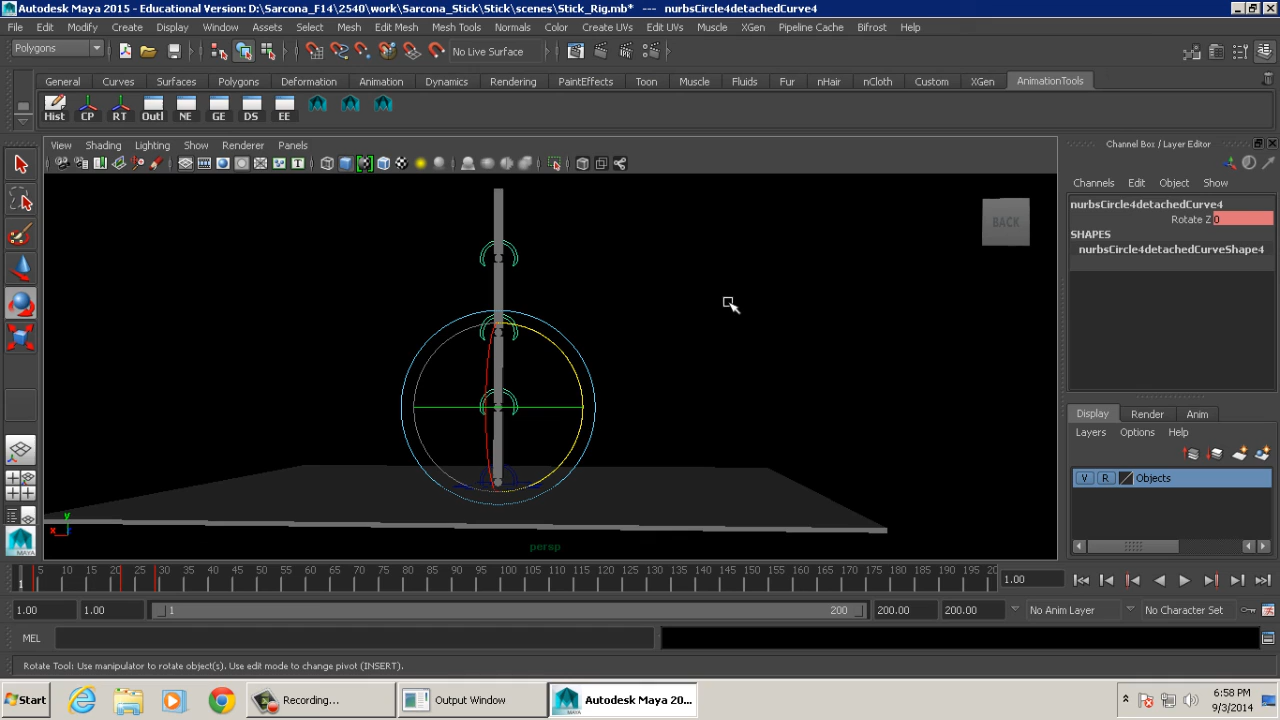 Autodesk Maya 2015 - Educational Version: D:\Sarcona_F14\2540\work\Sarcona_Stick\Stick\scenes\Stick_Rig.mb* --- nurbsCircle4detachedCurve4
File Edit Modify Create Display Window Assets Select Mesh Edit Mesh Mesh Tools Normals Color Create UVs Edit UVs Muscle XGen Pipeline Cache Bifrost Help
Polygons No Live Surface
General Curves Surfaces Polygons Deformation Animation Dynamics Rendering PaintEffects Toon Muscle Fluids Fur nHair nCloth Custom XGen AnimationTools
Hist CP RT Outl NE GE DS EE
View Shading Lighting Show Renderer Panels
Channel Box / Layer Editor
Channels Edit Object Show
nurbsCircle4detachedCurve4
Rotate Z 0
SHAPES
nurbsCircle4detachedCurveShape4
BACK
Display Render Anim
Layers Options Help
V R Objects
y
x
persp
MAYA
1 5 10 15 20 25 30 35 40 45 50 55 60 65 70 75 80 85 90 95 100 105 110 115 120 125 130 135 140 145 150 155 160 165 170 175 180 185 190 195 20 1.00
1.00 1.00 1 200 200.00 200.00 No Anim Layer No Character Set
MEL
Rotate Tool: Use manipulator to rotate object(s). Use edit mode to change pivot (INSERT).
Start Recording... Output Window Autodesk Maya 20... 6:58 PM
9/3/2014